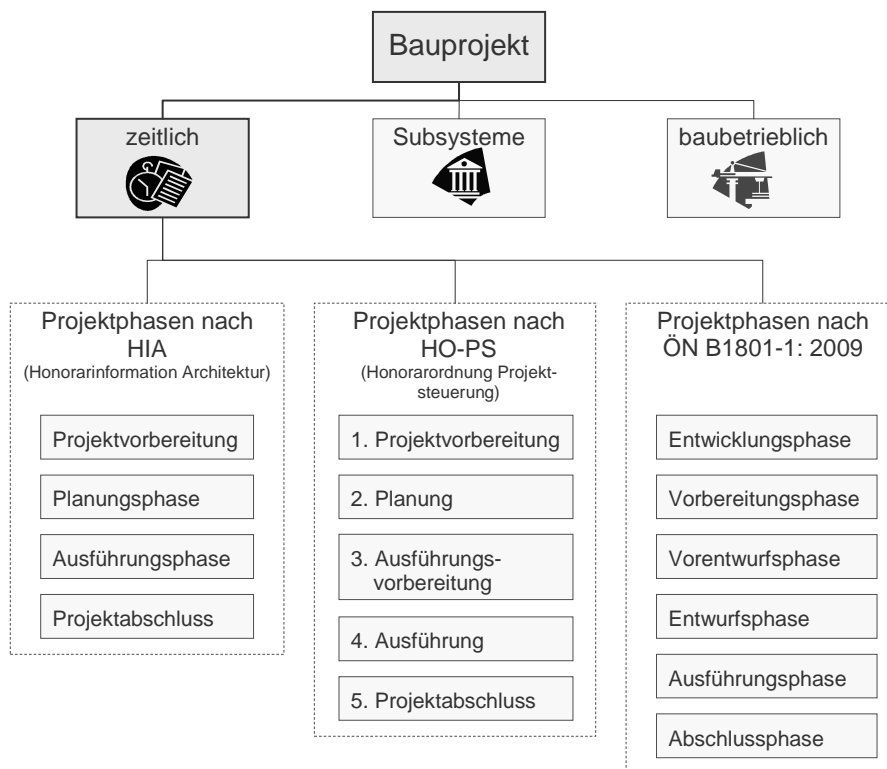 Bauprojekt
zeitlich
Subsysteme
baubetrieblich
Projektphasen nach
HIA
(Honorarinformation Architektur)
Projektvorbereitung
Planungsphase
Ausführungsphase
Projektabschluss
Projektphasen nach
HO-PS
(Honorarordnung Projekt-
steuerung)
1. Projektvorbereitung
2. Planung
3. Ausführungs-
vorbereitung
4. Ausführung
5. Projektabschluss
Projektphasen nach
ÖN B1801-1: 2009
Entwicklungsphase
Vorbereitungsphase
Vorentwurfsphase
Entwurfsphase
Ausführungsphase
Abschlussphase